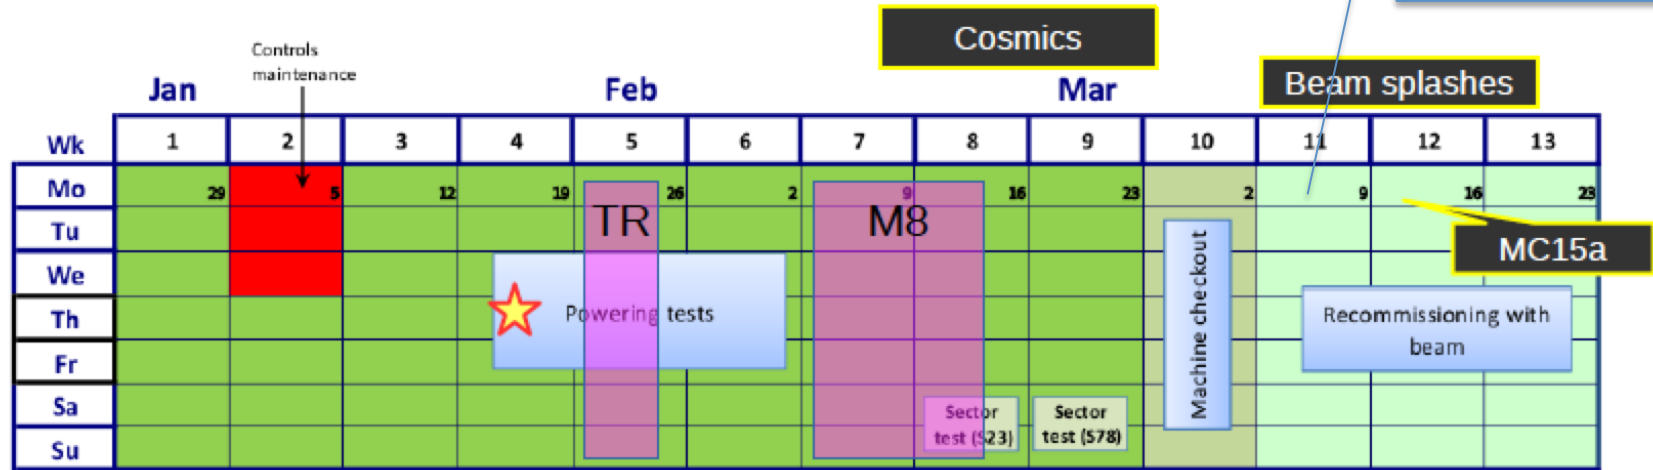 Cosmics
Controls
maintenance
Jan Feb Mar
Beam splashes
Wk 1 2 3 4 5 6 7 8 9 10 11 12 13
Mo 29 5 12 19 26 2 9 16 23 2 9 16 23
TR M8
Tu
MC15a
We
Machine checkout
Th
Powering tests
Recommissioning with
beam
Fr
Sa
Sector
test (S23)
Sector
test (S78)
Su